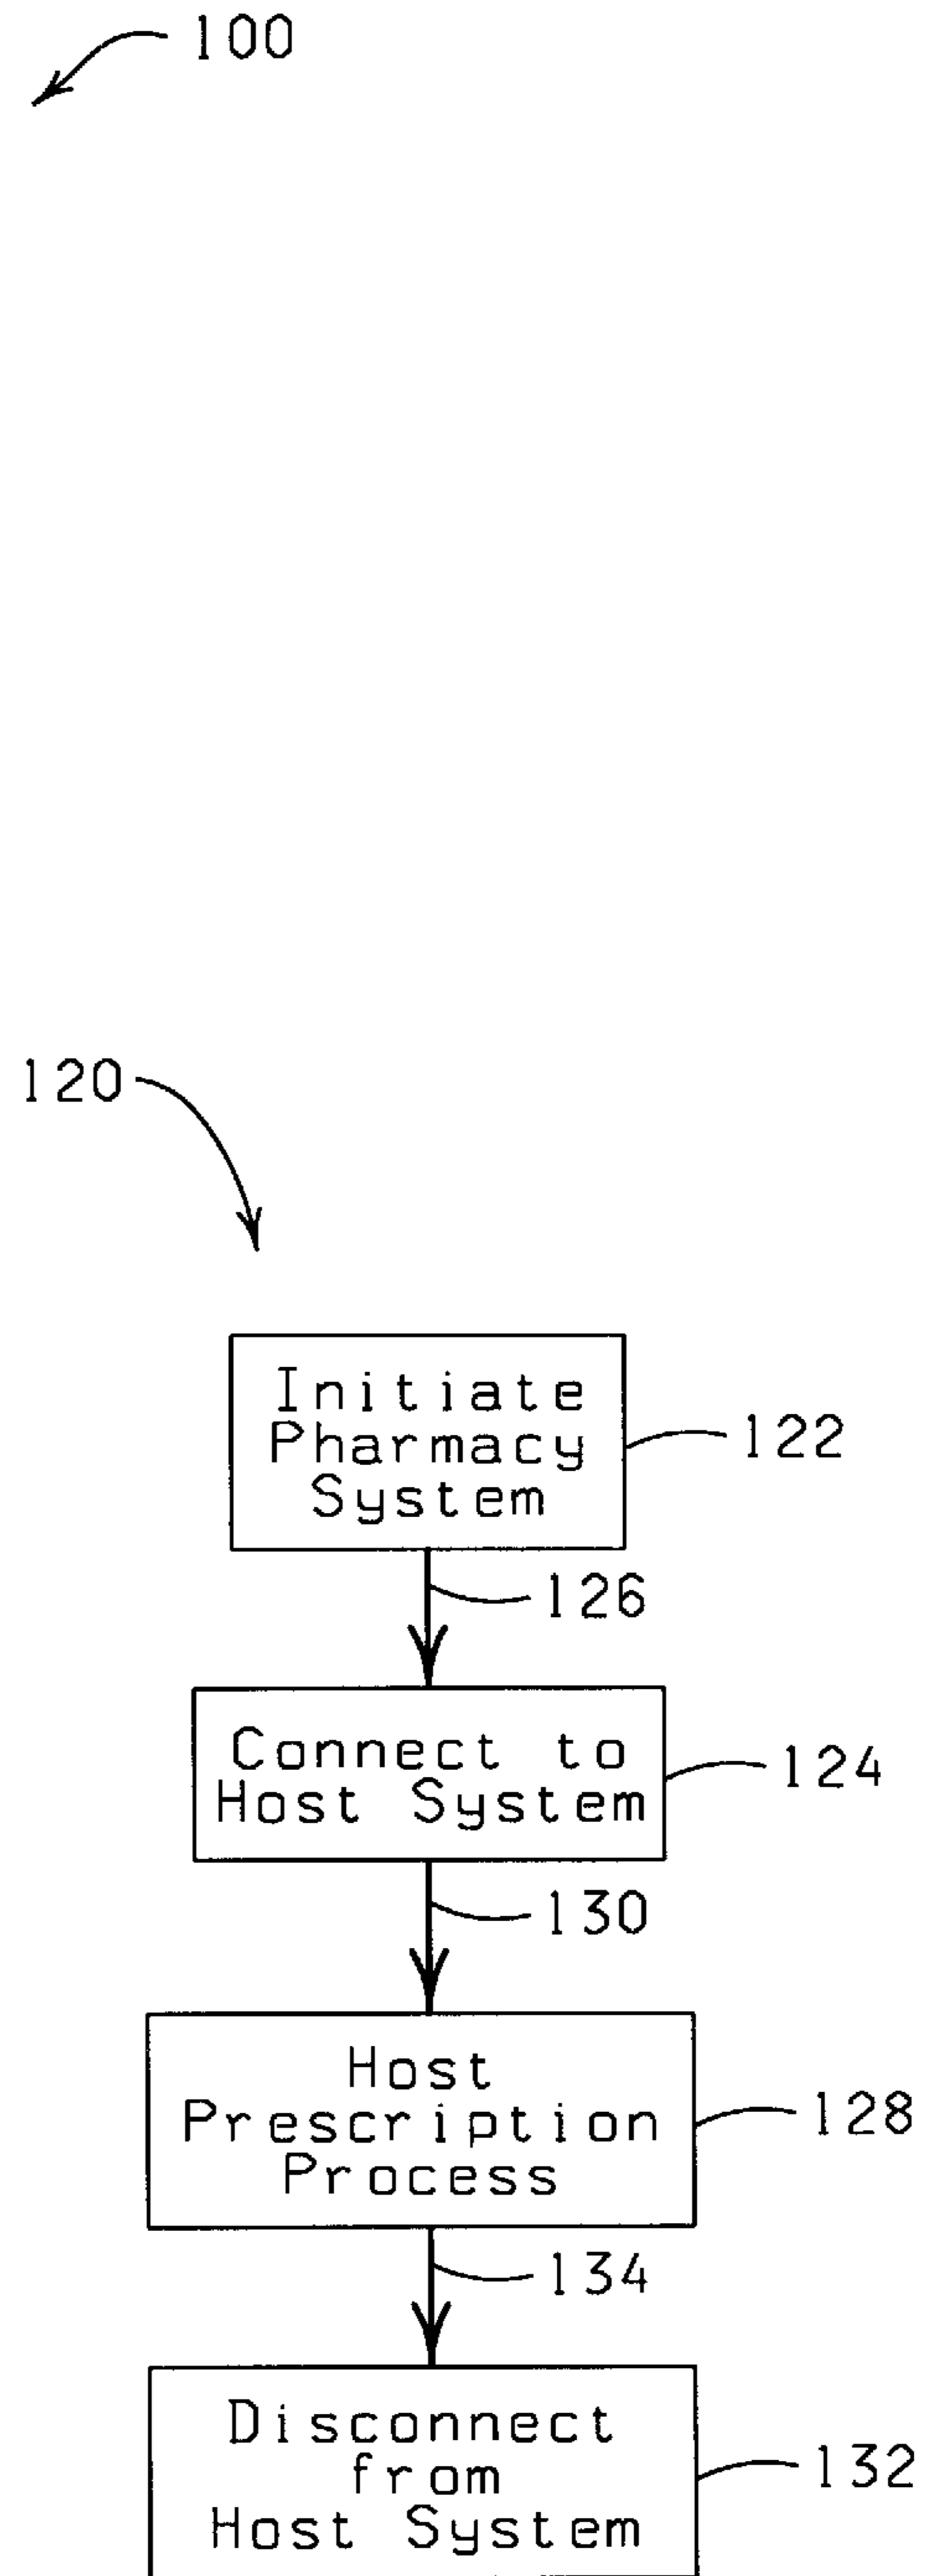 100
120
Initiate
Pharmacy
System
122
126
Connect to
Host System
124
130
Host
Prescription
Process
128
134
Disconnect
from
Host System
132